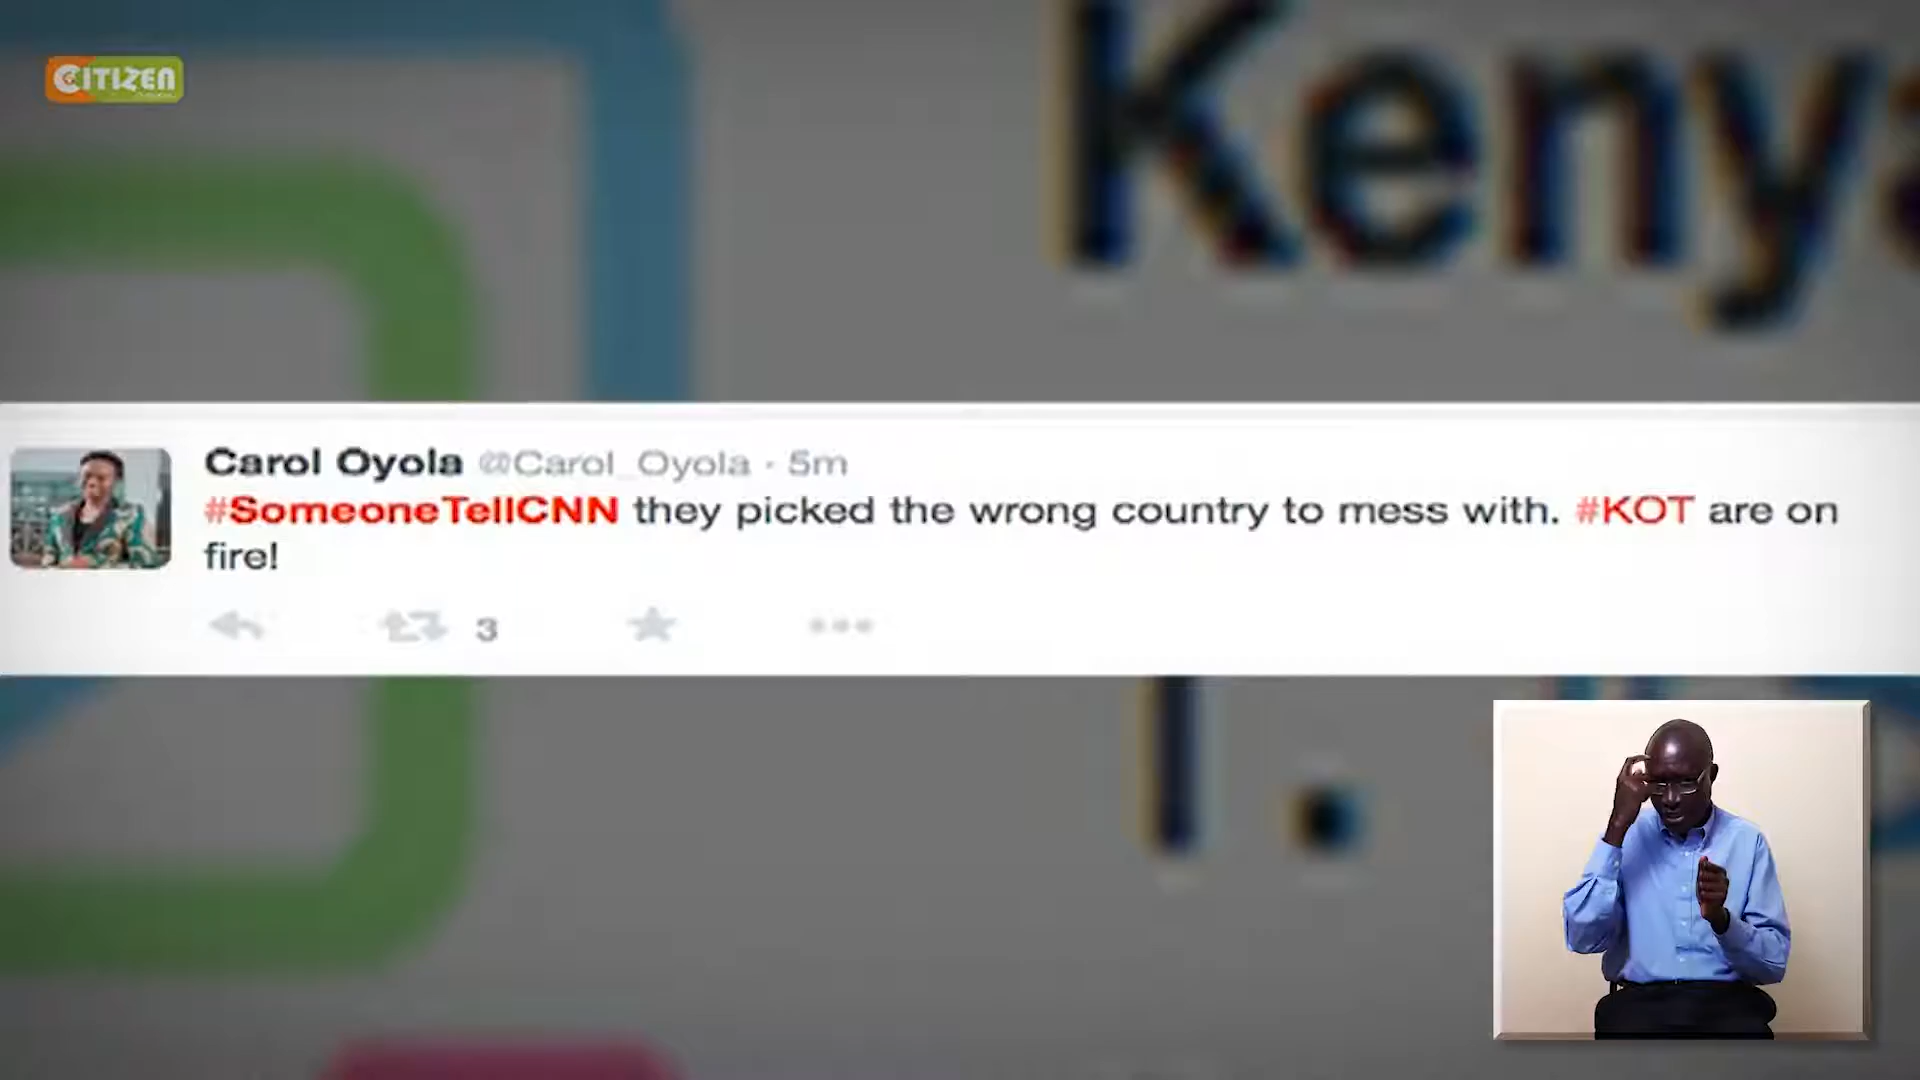 CITIZEN
Kenya
Carol Oyola @Carol_Oyola · 5m
#SomeoneTellCNN they picked the wrong country to mess with. #KOT are on
fire!
3